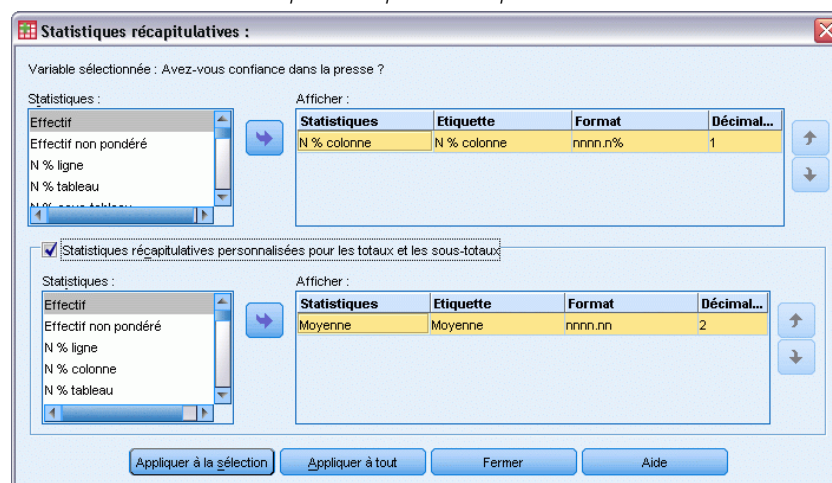 Statistiques récapitulatives :
Variable sélectionnée : Avez-vous confiance dans la presse ?
Statistiques :
Effectif
Effectif non pondéré
N % ligne
N % tableau
Afficher :
Statistiques Etiquette Format Décimal...
N % colonne N % colonne nnnn.n% 1
Statistiques récapitulatives personnalisées pour les totaux et les sous-totaux
Statistiques :
Effectif
Effectif non pondéré
N % ligne
N % colonne
N % tableau
Afficher :
Statistiques Etiquette Format Décimal...
Moyenne Moyenne nnnn.nn 2
Appliquer à la sélection Appliquer à tout Fermer Aide